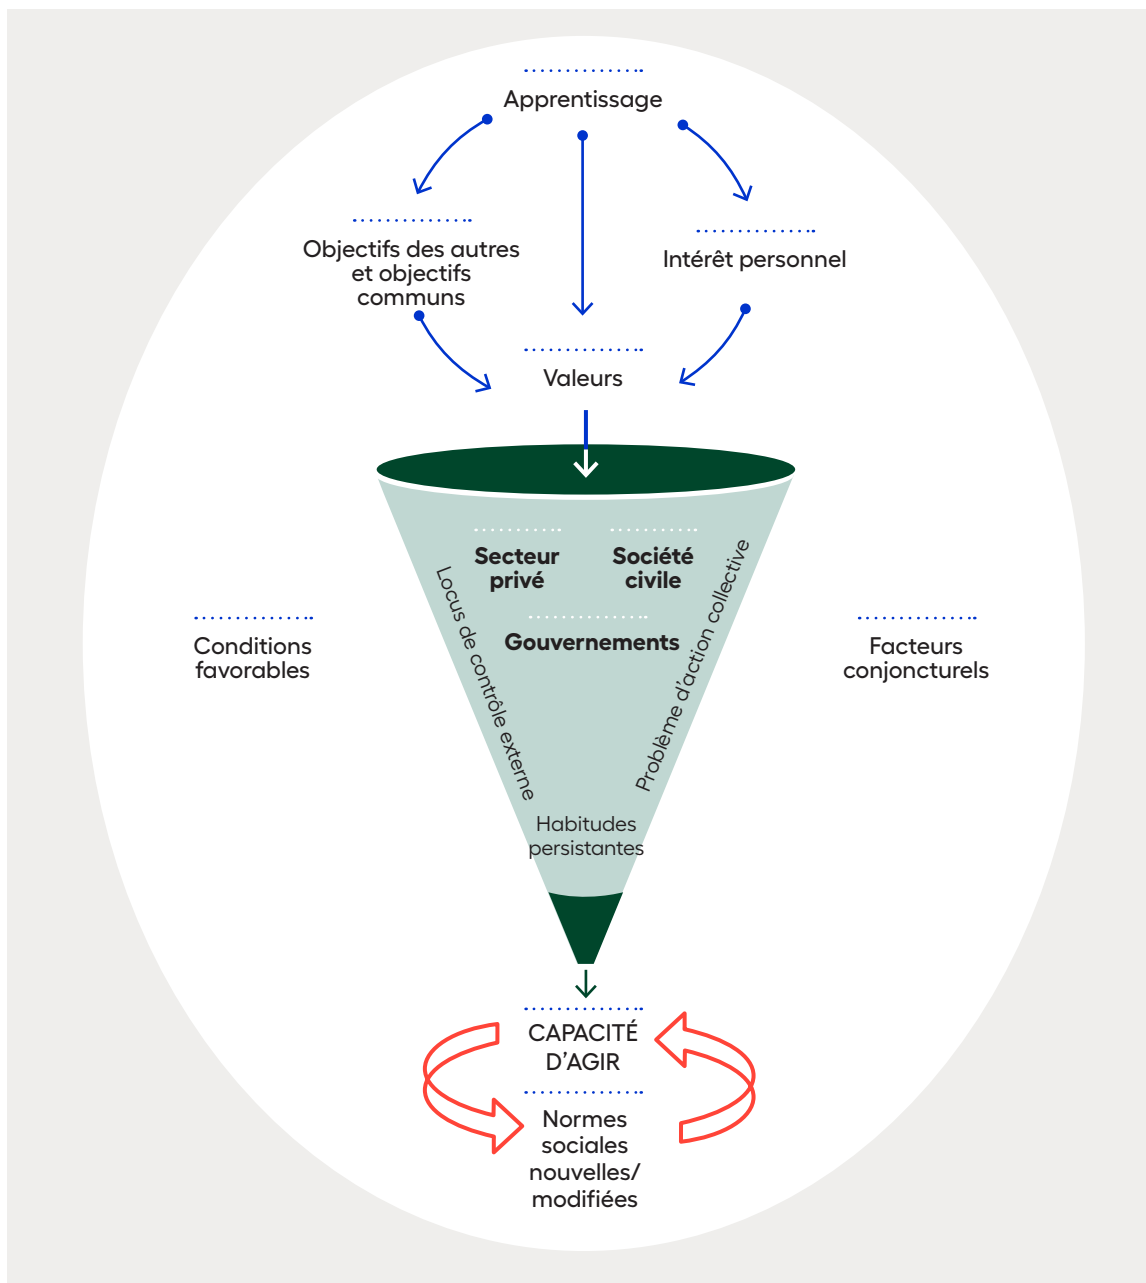 Apprentissage
Objectifs des autres
et objectifs
communs
Intérêt personnel
Valeurs
Secteur
privé
Société
civile
Gouvernements
Locus de contrôle externe
Problème d'action collective
Habitudes
persistantes
Conditions
favorables
Facteurs
conjoncturels
CAPACITÉ
D'AGIR
Normes
sociales
nouvelles/
modifiées